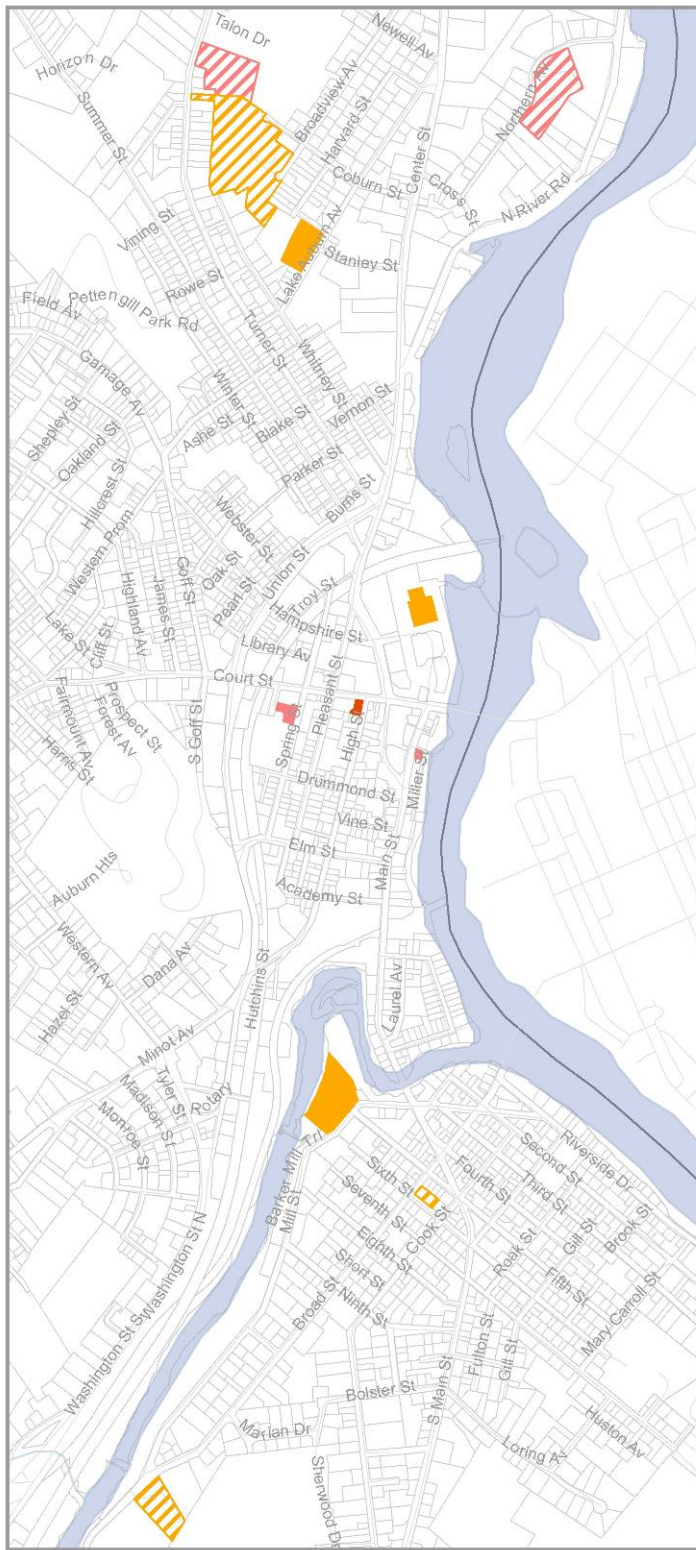 Talon Dr
Newell Av
Horizon Dr
Broadview Av
Northern Av
Summer St
Harvard St
Center St
Coburn St
Cross St
N River Rd
Vining St
Lake Auburn Av
Stanley St
Rowe St
Field Av
Pettengill Park Rd
Turner St
Whitney St
Gamage Av
Winter St
Vernon St
Shepley St
Ashe St
Blake St
Oakland St
Parker St
Hillcrest St
Burns St
Webster St
Western Prom
Union St
Oak St
Goff St
Pearl St
Troy St
Highland Av
James St
Hampshire St
Lake St
Cliff St
Library Av
Pleasant St
Court St
Fairmount Av
Prospect St
Forest Av
S Goff St
Spring St
High St
Harris St
Miller St
Drummond St
Vine St
Main St
Elm St
Auburn Hts
Academy St
Western Av
Dana Av
Laurel Av
Hazel St
Hutchins St
Minot Av
Tyler St
Rotary
Madison St
Monroe St
Barker Mill Trl
Riverside Dr
Second St
Sixth St
Fourth St
Third St
Mill St
Seventh St
Cook St
Gill St
Brook St
Eighth St
Roak St
Washington St N
Short St
Fifth St
Broad St
Ninth St
Mary Carroll St
Washington St S
Fulton St
Gill St
S Main St
Bolster St
Huston Av
Marian Dr
Loring Av
Sherwood Dr